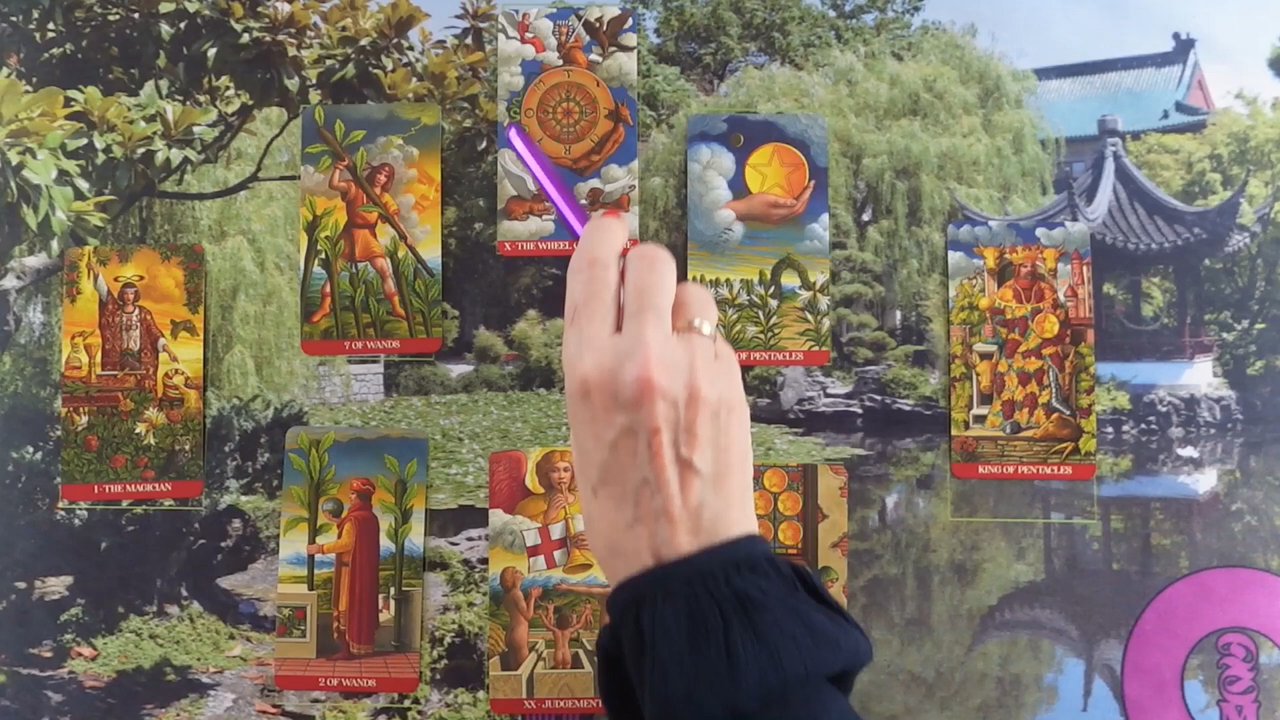 X - THE WHEEL O
7 OF WANDS
OF PENTACLES
KING OF PENTACLES
I - THE MAGICIAN
2 OF WANDS
XX - JUDGEMENT